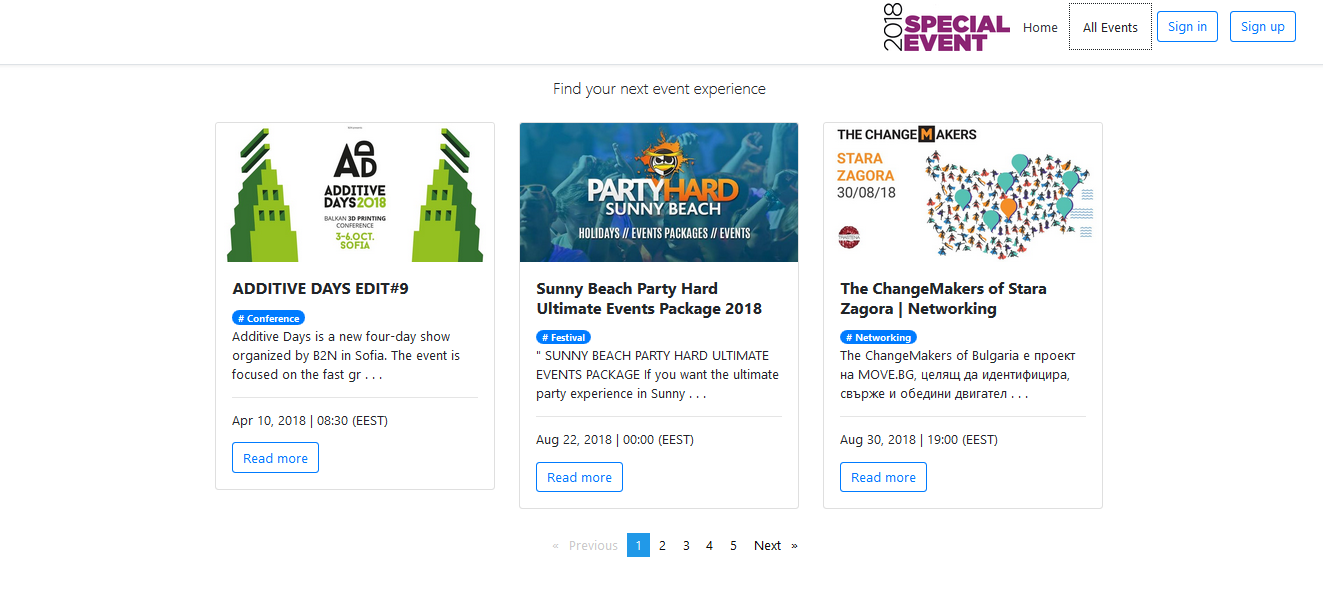 2018 SPECIAL EVENT
Home
All Events
Sign in
Sign up
Find your next event experience
ADD
ADDITIVE
DAYS2018
BALKAN 3D PRINTING
CONFERENCE
3-6.OCT.
SOFIA
ADDITIVE DAYS EDIT#9
# Conference
Additive Days is a new four-day show
organized by B2N in Sofia. The event is
focused on the fast gr . . .
Apr 10, 2018 | 08:30 (EEST)
Read more
PARTYHARD
SUNNY BEACH
HOLIDAYS // EVENTS PACKAGES // EVENTS
Sunny Beach Party Hard
Ultimate Events Package 2018
# Festival
" SUNNY BEACH PARTY HARD ULTIMATE
EVENTS PACKAGE If you want the ultimate
party experience in Sunny . . .
Aug 22, 2018 | 00:00 (EEST)
Read more
THE CHANGEMAKERS
STARA
ZAGORA
30/08/18
The ChangeMakers of Stara
Zagora | Networking
# Networking
The ChangeMakers of Bulgaria е проект
на MOVE.BG, целящ да идентифицира,
свърже и обедини двигател . . .
Aug 30, 2018 | 19:00 (EEST)
Read more
« Previous 1 2 3 4 5 Next »